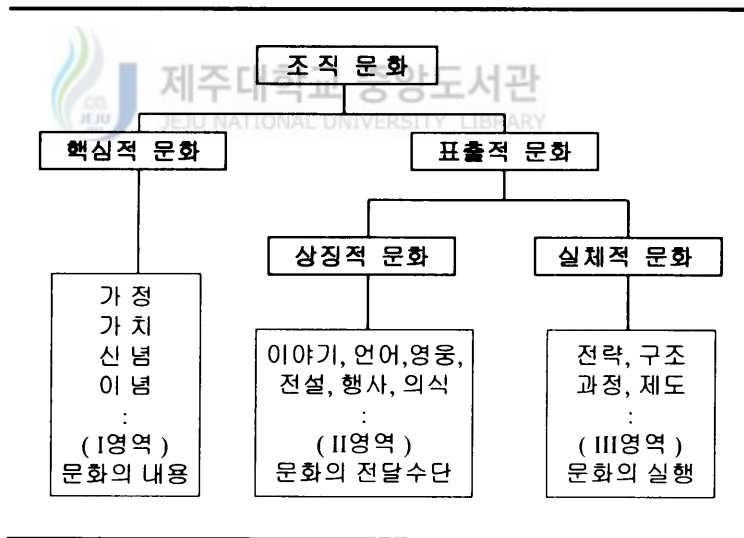 조직 문화
제주대학교 중앙도서관
JEJU NATIONAL UNIVERSITY LIBRARY
JEJU
핵심적 문화
표출적 문화
상징적 문화
실체적 문화
가 정
가 치
신 념
이 념
:
( I영역 )
문화의 내용
이야기, 언어,영웅,
전설, 행사, 의식
:
( II영역 )
문화의 전달수단
전략, 구조
과정, 제도
:
( III영역 )
문화의 실행